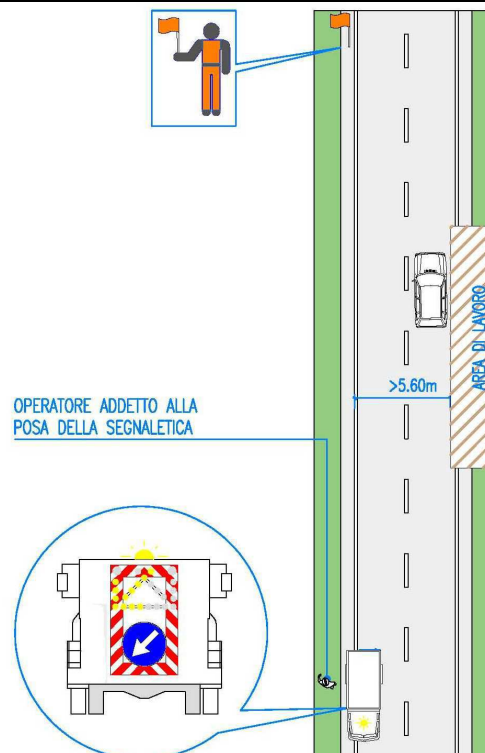 >5.60m
AREA DI LAVORO
OPERATORE ADDETTO ALLA
POSA DELLA SEGNALETICA